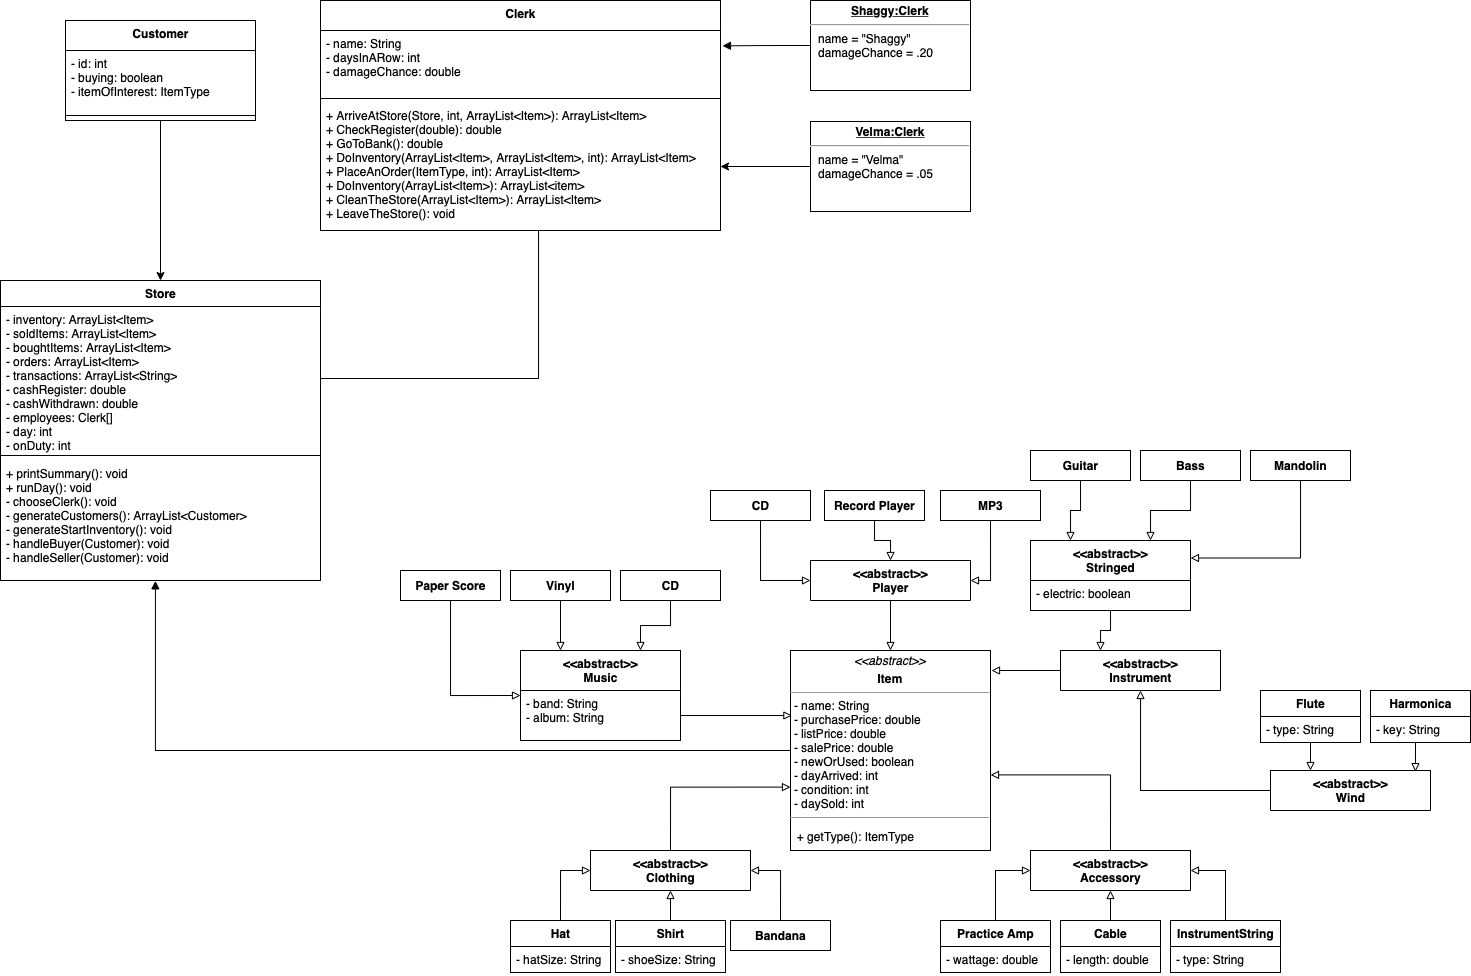 Customer
- id: int
- buying: boolean
- itemOfInterest: ItemType
Clerk
- name: String
- daysInARow: int
- damageChance: double
+ ArriveAtStore(Store, int, ArrayList<Item>): ArrayList<Item>
+ CheckRegister(double): double
+ GoToBank(): double
+ DoInventory(ArrayList<Item>, ArrayList<Item>, int): ArrayList<Item>
+ PlaceAnOrder(ItemType, int): ArrayList<Item>
+ DoInventory(ArrayList<Item>): ArrayList<item>
+ CleanTheStore(ArrayList<Item>): ArrayList<Item>
+ LeaveTheStore(): void
Shaggy:Clerk
name = "Shaggy"
damageChance = .20
Velma:Clerk
name = "Velma"
damageChance = .05
Store
- inventory: ArrayList<Item>
- soldItems: ArrayList<Item>
- boughtItems: ArrayList<Item>
- orders: ArrayList<Item>
- transactions: ArrayList<String>
- cashRegister: double
- cashWithdrawn: double
- employees: Clerk[]
- day: int
- onDuty: int
+ printSummary(): void
+ runDay(): void
- chooseClerk(): void
- generateCustomers(): ArrayList<Customer>
- generateStartInventory(): void
- handleBuyer(Customer): void
- handleSeller(Customer): void
Guitar
Bass
Mandolin
CD
Record Player
MP3
<<abstract>>
Stringed
- electric: boolean
<<abstract>>
Player
Paper Score
Vinyl
CD
<<abstract>>
Music
- band: String
- album: String
<<abstract>>
Item
- name: String
- purchasePrice: double
- listPrice: double
- salePrice: double
- newOrUsed: boolean
- dayArrived: int
- condition: int
- daySold: int
+ getType(): ItemType
<<abstract>>
Instrument
Flute
- type: String
Harmonica
- key: String
<<abstract>>
Wind
<<abstract>>
Clothing
<<abstract>>
Accessory
Hat
- hatSize: String
Shirt
- shoeSize: String
Bandana
Practice Amp
- wattage: double
Cable
- length: double
InstrumentString
- type: String